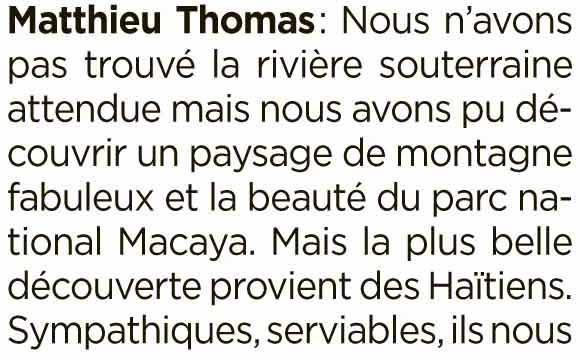 Matthieu Thomas: Nous n’avons
pas trouvé la rivière souterraine
attendue mais nous avons pu dé-
couvrir un paysage de montagne
fabuleux et la beauté du parc na-
tional Macaya. Mais la plus belle
découverte provient des Haïtiens.
Sympathiques, serviables, ils nous